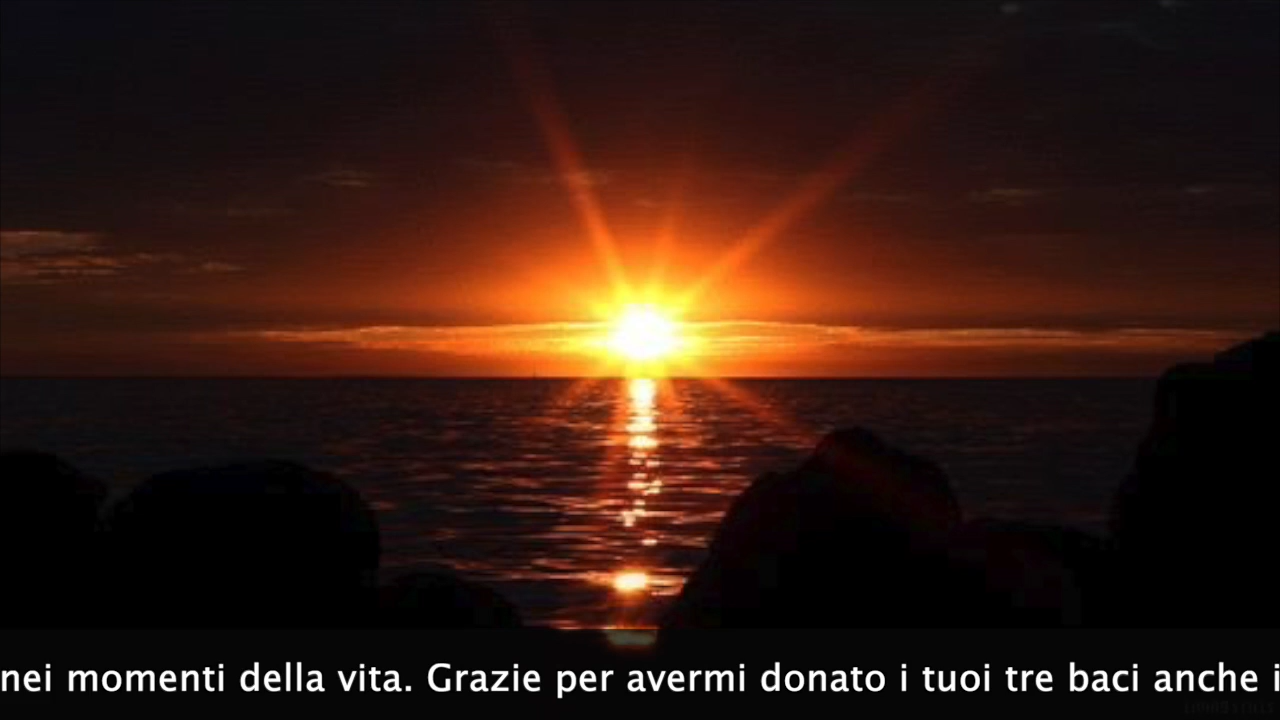 nei momenti della vita. Grazie per avermi donato i tuoi tre baci anche i